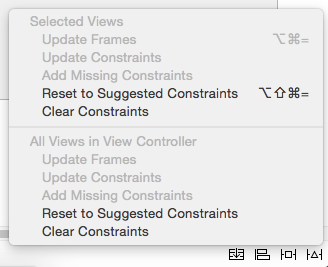 Selected Views
Update Frames ⌥⌘=
Update Constraints
Add Missing Constraints
Reset to Suggested Constraints ⌥⇧⌘=
Clear Constraints
All Views in View Controller
Update Frames
Update Constraints
Add Missing Constraints
Reset to Suggested Constraints
Clear Constraints